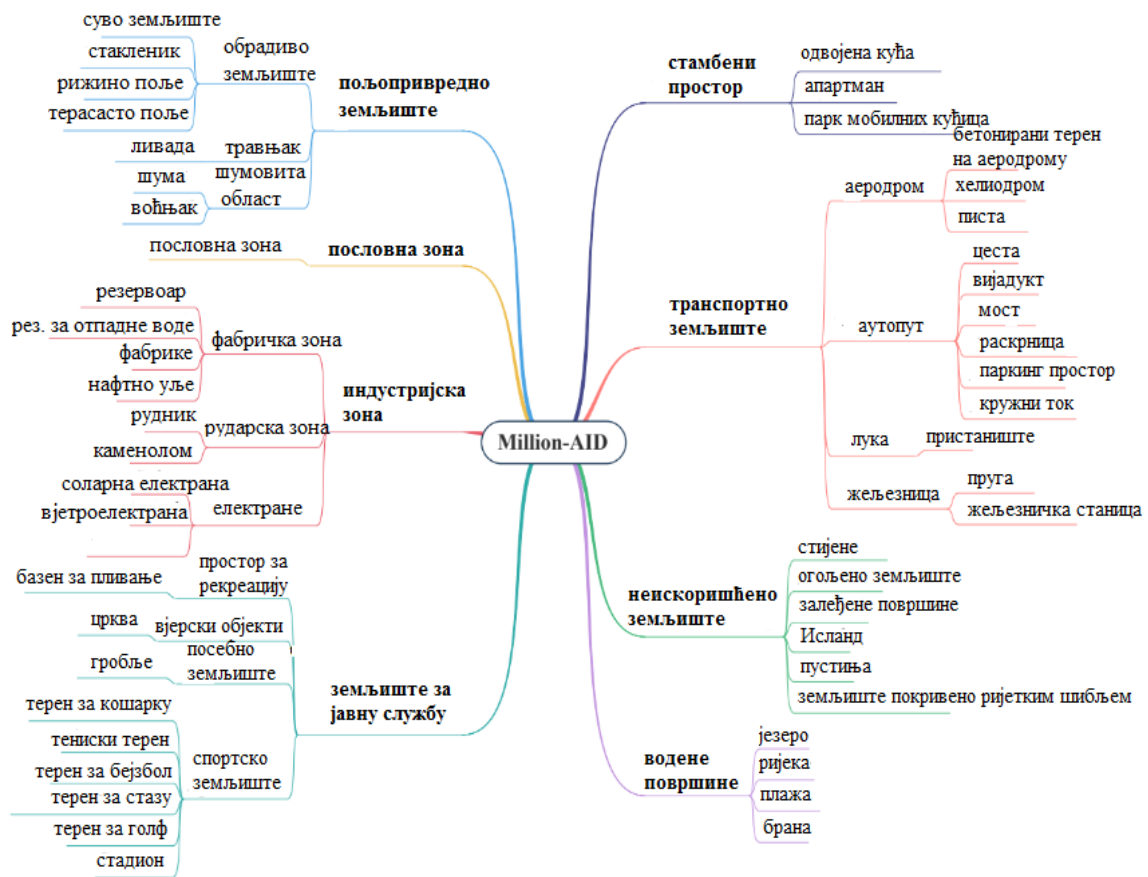 суво земљиште
стакленик
рижино поље
терасасто поље
обрадиво
земљиште
ливада
травњак
шума
воћњак
шумовита
област
пољопривредно
земљиште
пословна зона
пословна зона
резервоар
рез. за отпадне воде
фабрике
нафтно уље
фабричка зона
рудник
каменолом
рударска зона
соларна електрана
вјетроелектрана
електране
индустријска
зона
базен за пливање
простор за
рекреацију
црква
вјерски објекти
гробље
посебно
земљиште
терен за кошарку
тениски терен
терен за бејзбол
терен за стазу
терен за голф
стадион
спортско
земљиште
земљиште за
јавну службу
Million-AID
стамбени
простор
одвојена кућа
апартман
парк мобилних кућица
транспортно
земљиште
аеродром
бетонирани терен
на аеродрому
хелиодром
писта
аутопут
цеста
вијадукт
мост
раскрница
паркинг простор
кружни ток
лука
пристаниште
жељезница
пруга
жељезничка станица
неискоришћено
земљиште
стијене
огољено земљиште
залеђене површине
Исланд
пустиња
земљиште покривено ријетким шибљем
водене
површине
језеро
ријека
плажа
брана